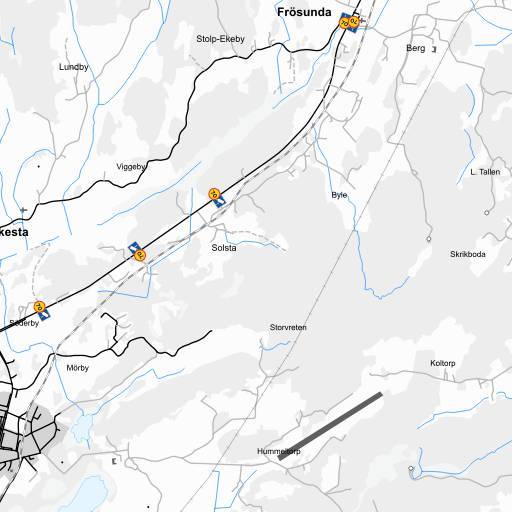 Frösunda
Stolp-Ekeby
Berg
Lundby
Viggeby
L. Tallen
Byle
kesta
Solsta
Skrikboda
Söderby
Storvreten
Mörby
Koltorp
Hummeltorp